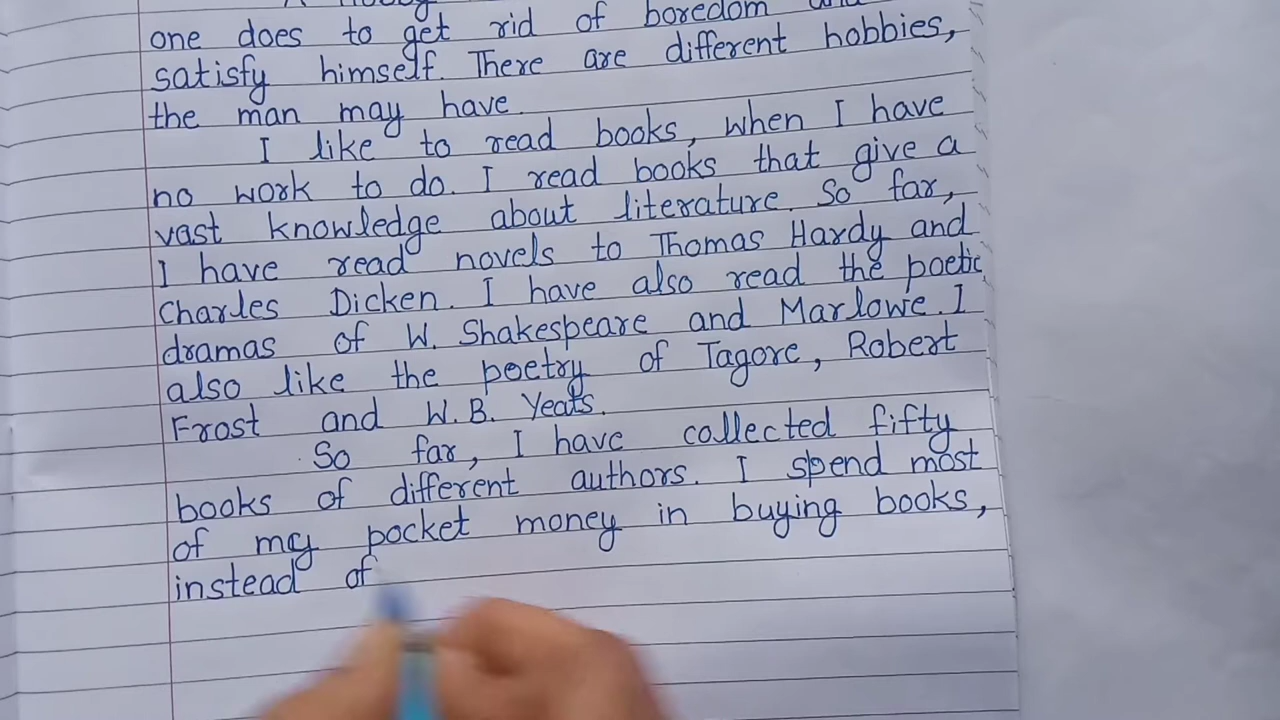 A Hobby
one does to get rid of boredom and
satisfy himself. There are different hobbies,
the man may have.
I like to read books, when I have
no work to do. I read books that give a
vast knowledge about literature. So far,
I have read novels to Thomas Hardy and
Charles Dicken. I have also read the poetic
dramas of W. Shakespeare and Marlowe. I
also like the poetry of Tagore, Robert
Frost and W.B. Yeats.
So far, I have collected fifty
books of different authors. I spend most
of my pocket money in buying books,
instead of